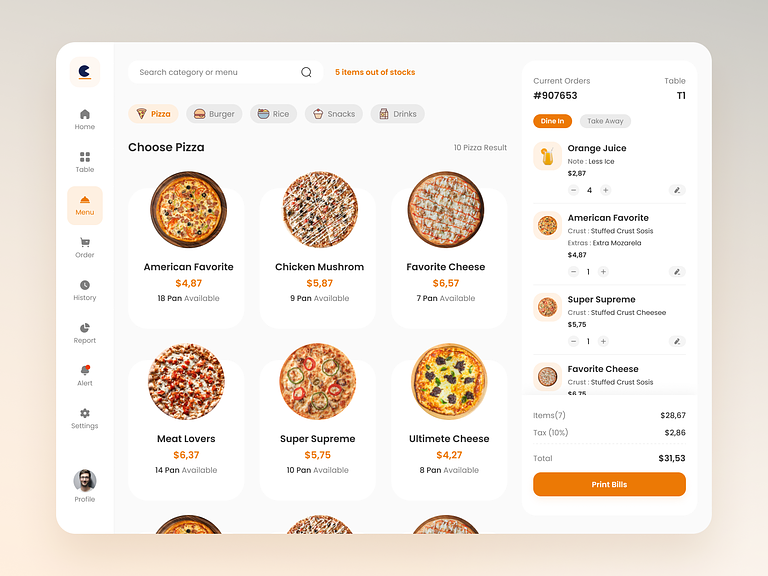 Search category or menu
5 items out of stocks
Home
Table
Menu
Order
History
Report
Alert
Settings
Profile
Pizza
Burger
Rice
Snacks
Drinks
Choose Pizza
10 Pizza Result
American Favorite
$4,87
18 Pan Available
Chicken Mushrom
$5,87
9 Pan Available
Favorite Cheese
$6,57
7 Pan Available
Meat Lovers
$6,37
14 Pan Available
Super Supreme
$5,75
10 Pan Available
Ultimete Cheese
$4,27
8 Pan Available
Current Orders
Table
#907653
T1
Dine In
Take Away
Orange Juice
Note : Less Ice
$2,87
4
American Favorite
Crust : Stuffed Crust Sosis
Extras : Extra Mozarela
$4,87
1
Super Supreme
Crust : Stuffed Crust Cheesee
$5,75
1
Favorite Cheese
Crust : Stuffed Crust Sosis
$6,75
Items(7)
$28,67
Tax (10%)
$2,86
Total
$31,53
Print Bills